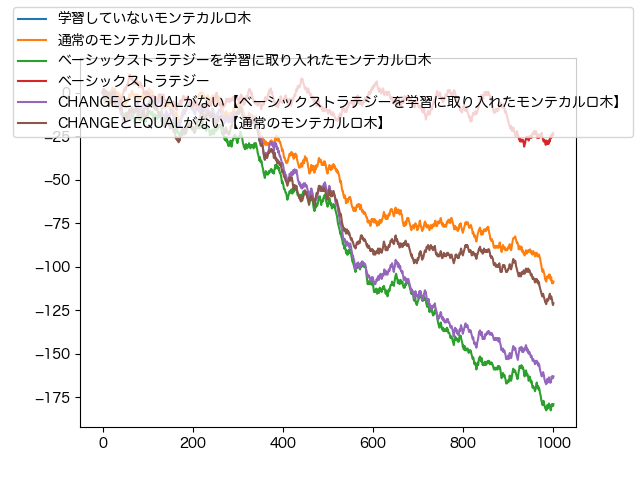 学習していないモンテカルロ木
通常のモンテカルロ木
ベーシックストラテジーを学習に取り入れたモンテカルロ木
ベーシックストラテジー
CHANGEとEQUALがない【ベーシックストラテジーを学習に取り入れたモンテカルロ木】
CHANGEとEQUALがない【通常のモンテカルロ木】
0
−25
−50
−75
−100
−125
−150
−175
0 200 400 600 800 1000